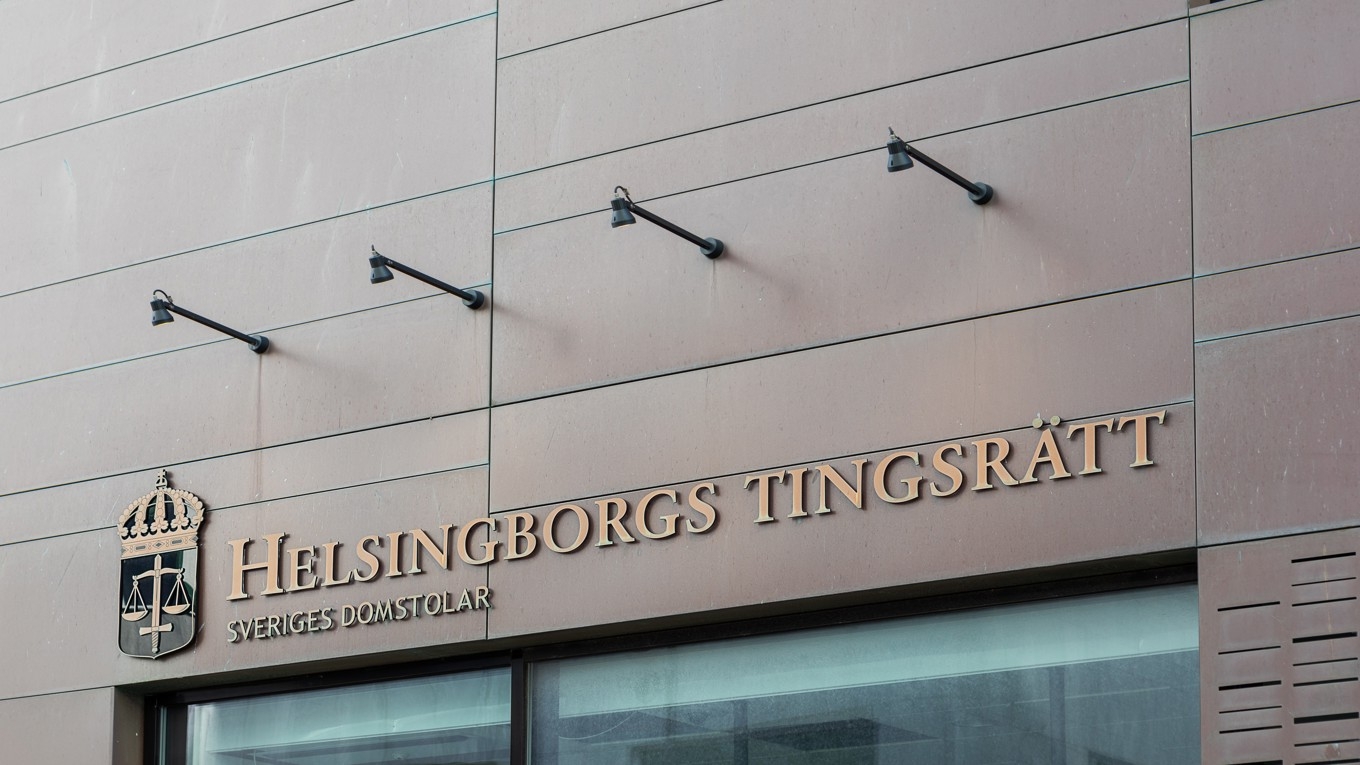 HELSINGBORGS TINGSRÄTT
SVERIGES DOMSTOLAR